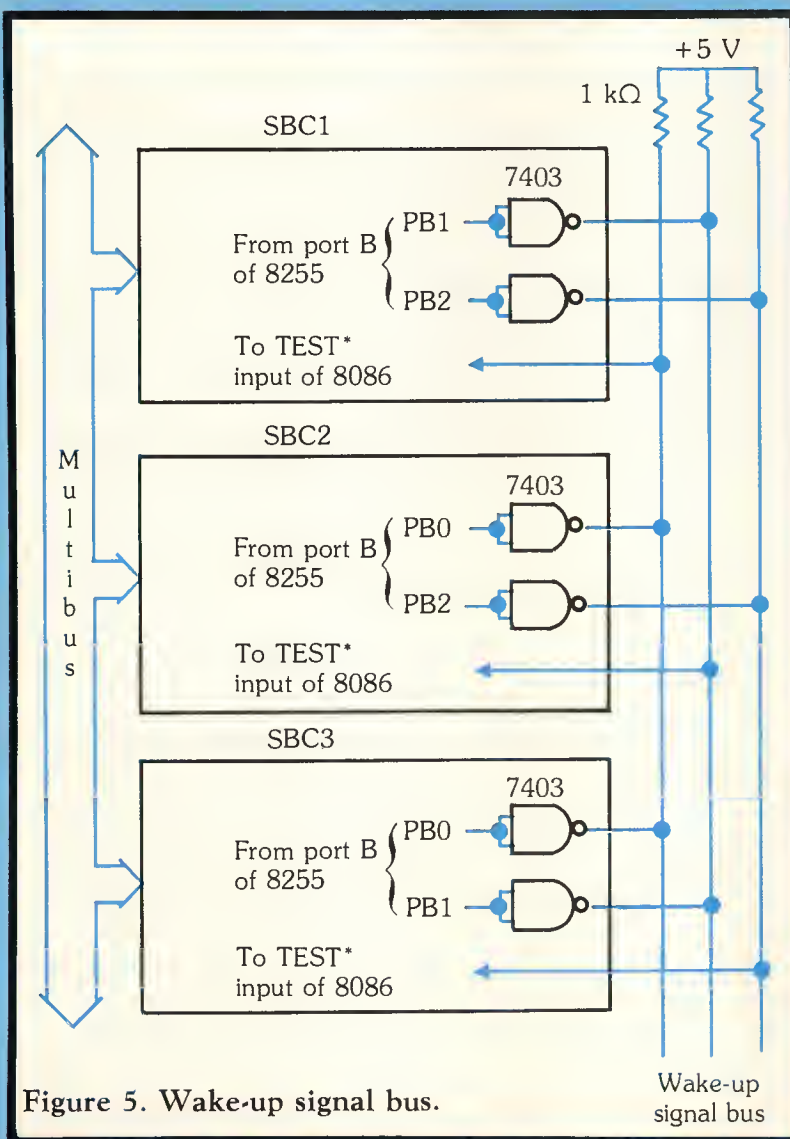 +5 V
1 kΩ
SBC1
7403
From port B
of 8255
PB1
PB2
To TEST*
input of 8086
SBC2
7403
From port B
of 8255
PB0
PB2
To TEST*
input of 8086
SBC3
7403
From port B
of 8255
PB0
PB1
To TEST*
input of 8086
Multibus
Wake-up
signal bus
Figure 5. Wake-up signal bus.